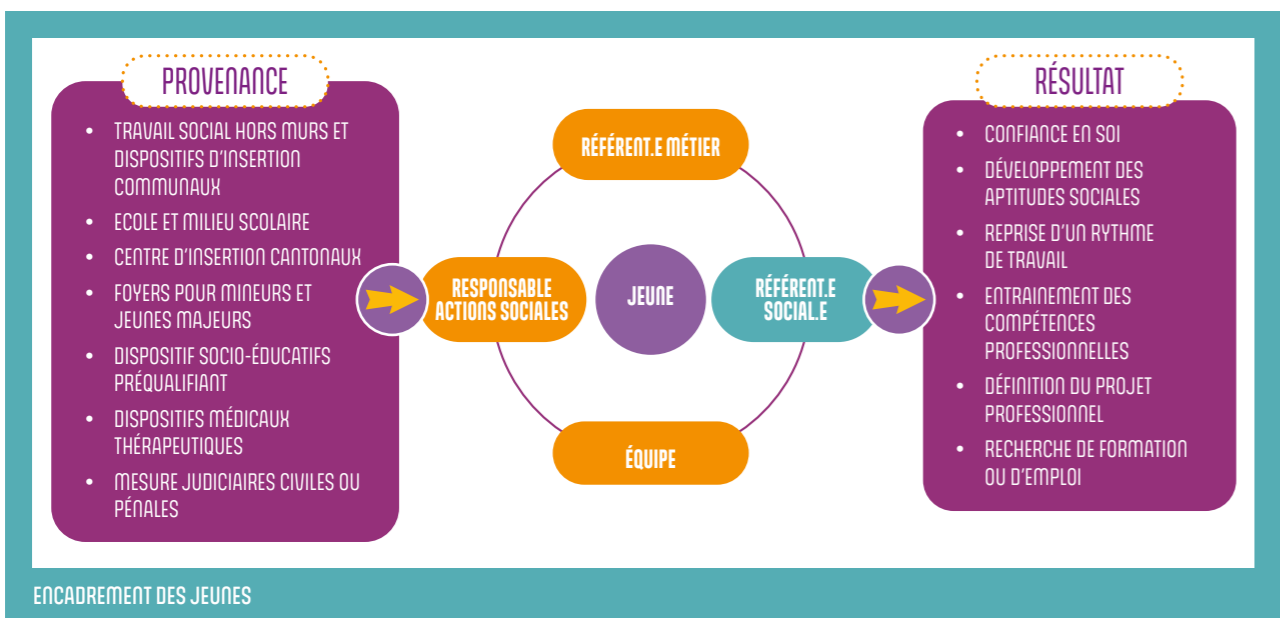 PROVENANCE
• TRAVAIL SOCIAL HORS MURS ET
DISPOSITIFS D'INSERTION
COMMUNAUX
• ECOLE ET MILIEU SCOLAIRE
• CENTRE D'INSERTION CANTONAUX
• FOYERS POUR MINEURS ET
JEUNES MAJEURS
• DISPOSITIF SOCIO-ÉDUCATIFS
PRÉQUALIFIANT
• DISPOSITIFS MÉDICAUX
THÉRAPEUTIQUES
• MESURE JUDICIAIRES CIVILES OU
PÉNALES
RÉFÉRENT.E MÉTIER
RESPONSABLE
ACTIONS SOCIALES
JEUNE
RÉFÉRENT.E
SOCIAL.E
ÉQUIPE
RÉSULTAT
• CONFIANCE EN SOI
• DÉVELOPPEMENT DES
APTITUDES SOCIALES
• REPRISE D'UN RYTHME
DE TRAVAIL
• ENTRAINEMENT DES
COMPÉTENCES
PROFESSIONNELLES
• DÉFINITION DU PROJET
PROFESSIONNEL
• RECHERCHE DE FORMATION
OU D'EMPLOI
ENCADREMENT DES JEUNES